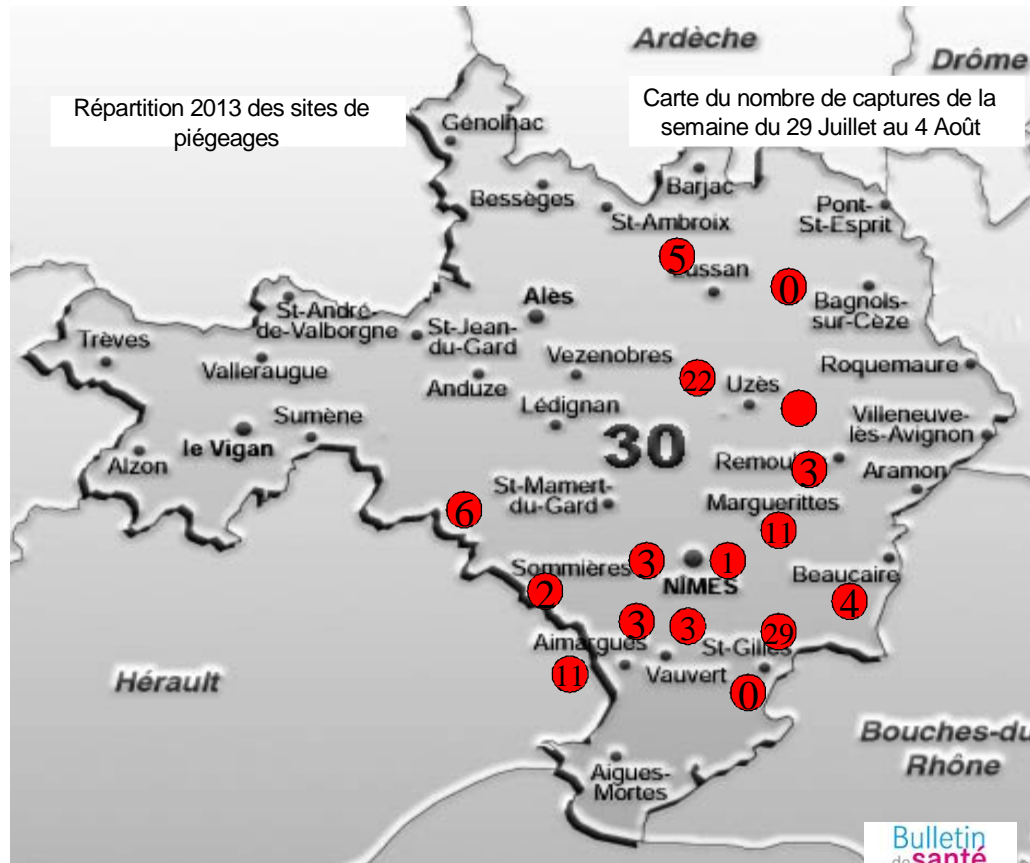 Ardèche
Drôme
Répartition 2013 des sites de
piégeages
Carte du nombre de captures de la
semaine du 29 Juillet au 4 Août
Génolhac
Bessèges
Barjac
St-Ambroix
Pont-
St-Esprit
5
Lussan
0
Bagnols-
sur-Cèze
St-André-
de-Valborgne
Alès
St-Jean-
du-Gard
Trèves
Valleraugue
Vezenobres
Roquemaure
Anduze
22
Uzès
Lédignan
Sumène
le Vigan
30
Villeneuve-
lès-Avignon
Alzon
3
Aramon
St-Mamert-
du-Gard
Marguerittes
6
11
Sommières
3
1
NÎMES
Beaucaire
2
4
3
3
29
Aimargues
St-Gilles
Vauvert
11
0
Hérault
Bouches-du
Rhône
Aigues-
Mortes
Bulletin
de santé